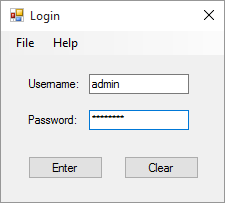 Login
File Help
Username: admin
Password: ********
Enter Clear